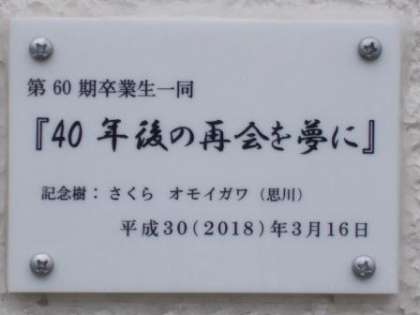 第60期卒業生一同
『40年後の再会を夢に』
記念樹：さくら　オモイガワ（思川）
平成30(2018)年3月16日